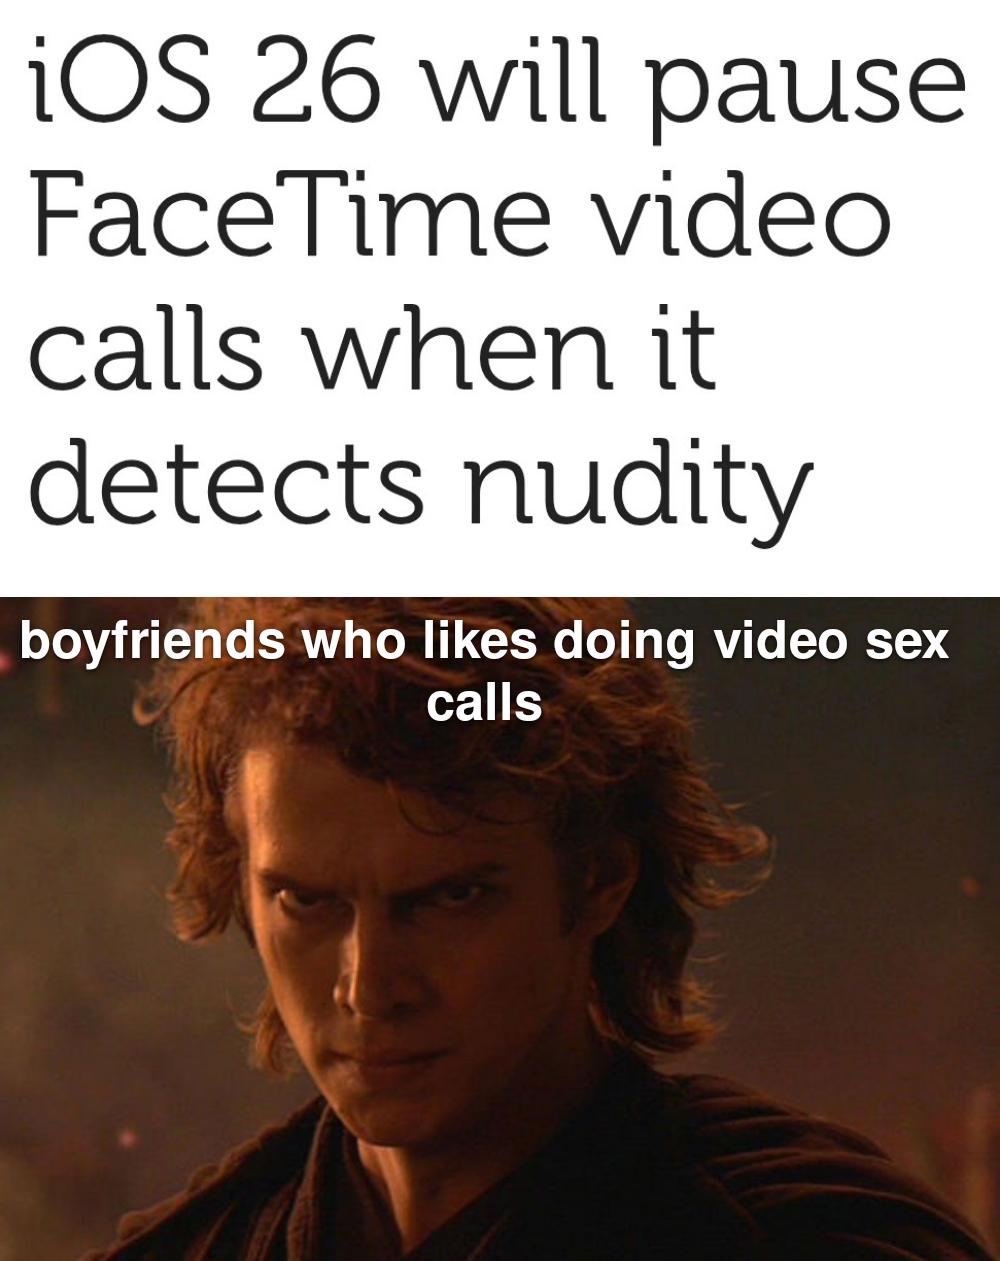 iOS 26 will pause
FaceTime video
calls when it
detects nudity
boyfriends who likes doing video sex
calls